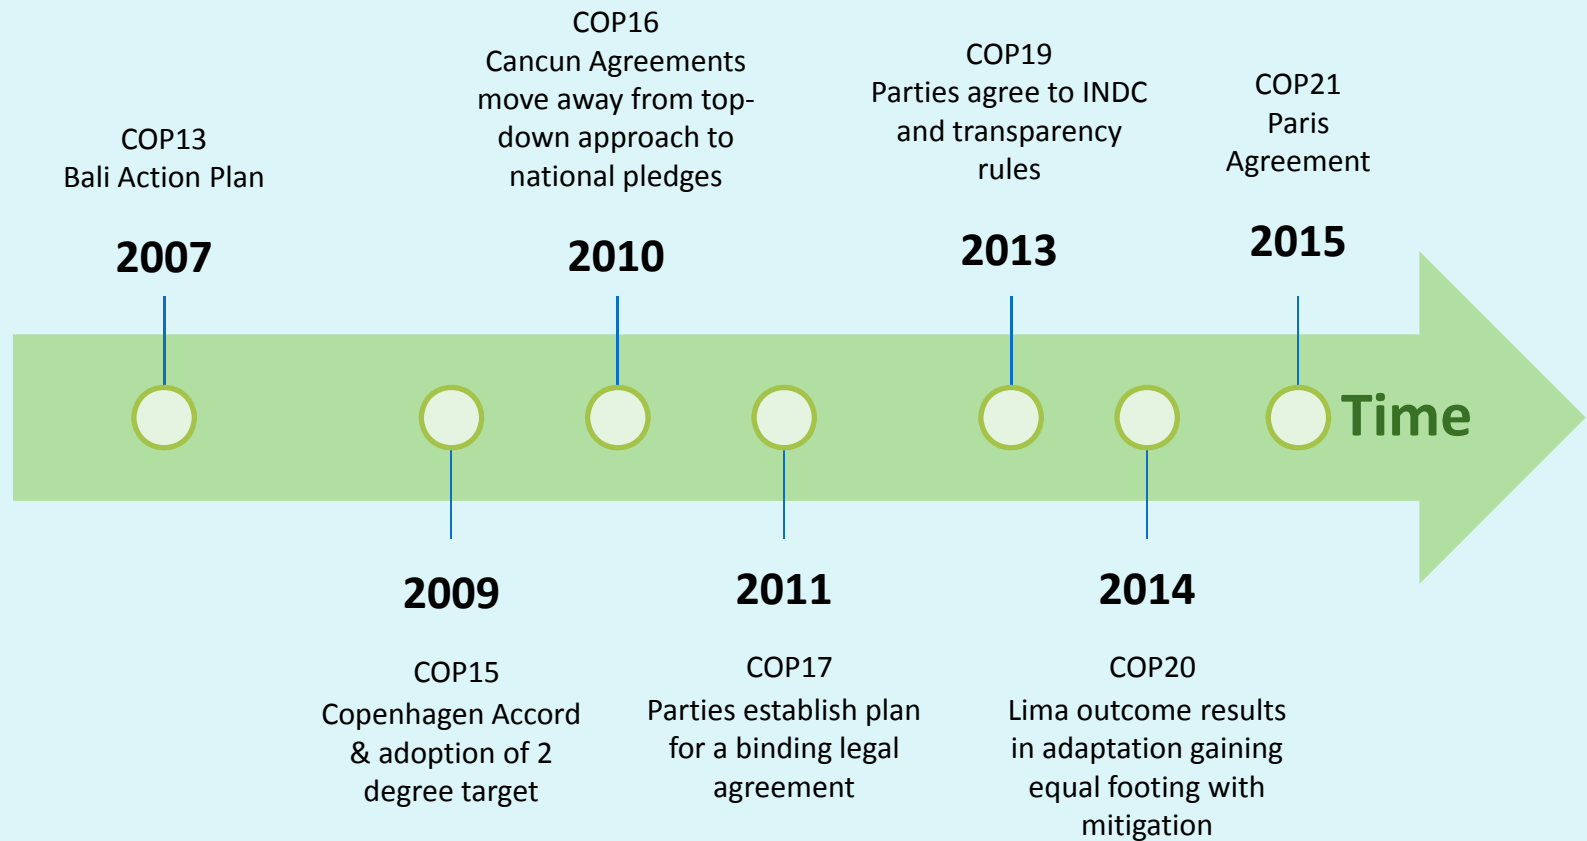 COP13
Bali Action Plan
2007
COP16
Cancun Agreements
move away from top-
down approach to
national pledges
2010
COP19
Parties agree to INDC
and transparency
rules
2013
COP21
Paris
Agreement
2015
Time
2009
COP15
Copenhagen Accord
& adoption of 2
degree target
2011
COP17
Parties establish plan
for a binding legal
agreement
2014
COP20
Lima outcome results
in adaptation gaining
equal footing with
mitigation